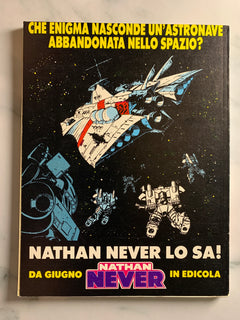 CHE ENIGMA NASCONDE UN'ASTRONAVE
ABBANDONATA NELLO SPAZIO?
NATHAN NEVER LO SA!
DA GIUGNO NATHAN NEVER IN EDICOLA